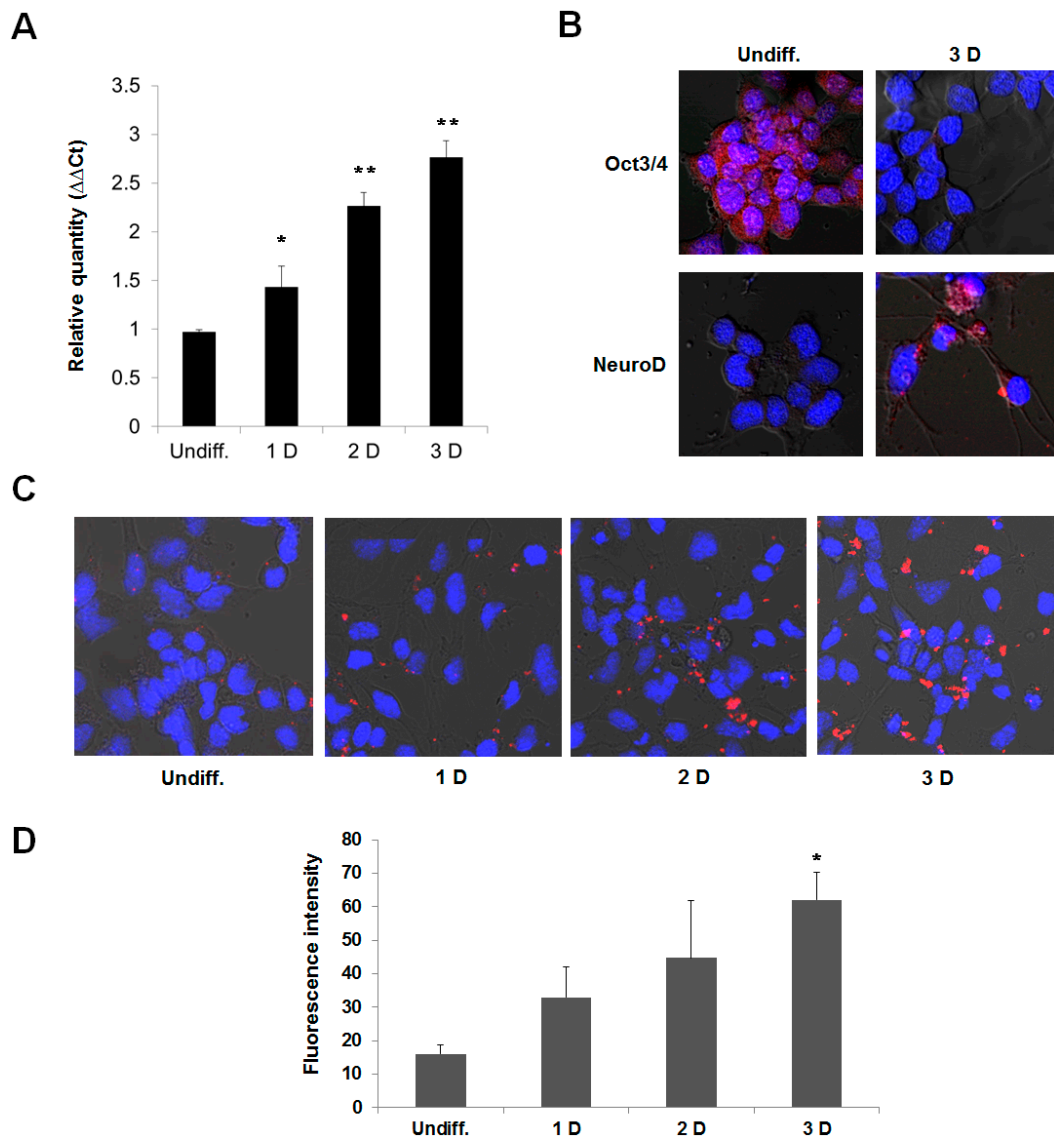 A
Relative quantity (∆∆Ct)
3.5
3
2.5
2
1.5
1
0.5
0
*
**
**
Undiff. 1 D 2 D 3 D
B
Undiff. 3 D
Oct3/4
NeuroD
C
Undiff. 1 D 2 D 3 D
D
Fluorescence intensity
80
70
60
50
40
30
20
10
0
*
Undiff. 1 D 2 D 3 D